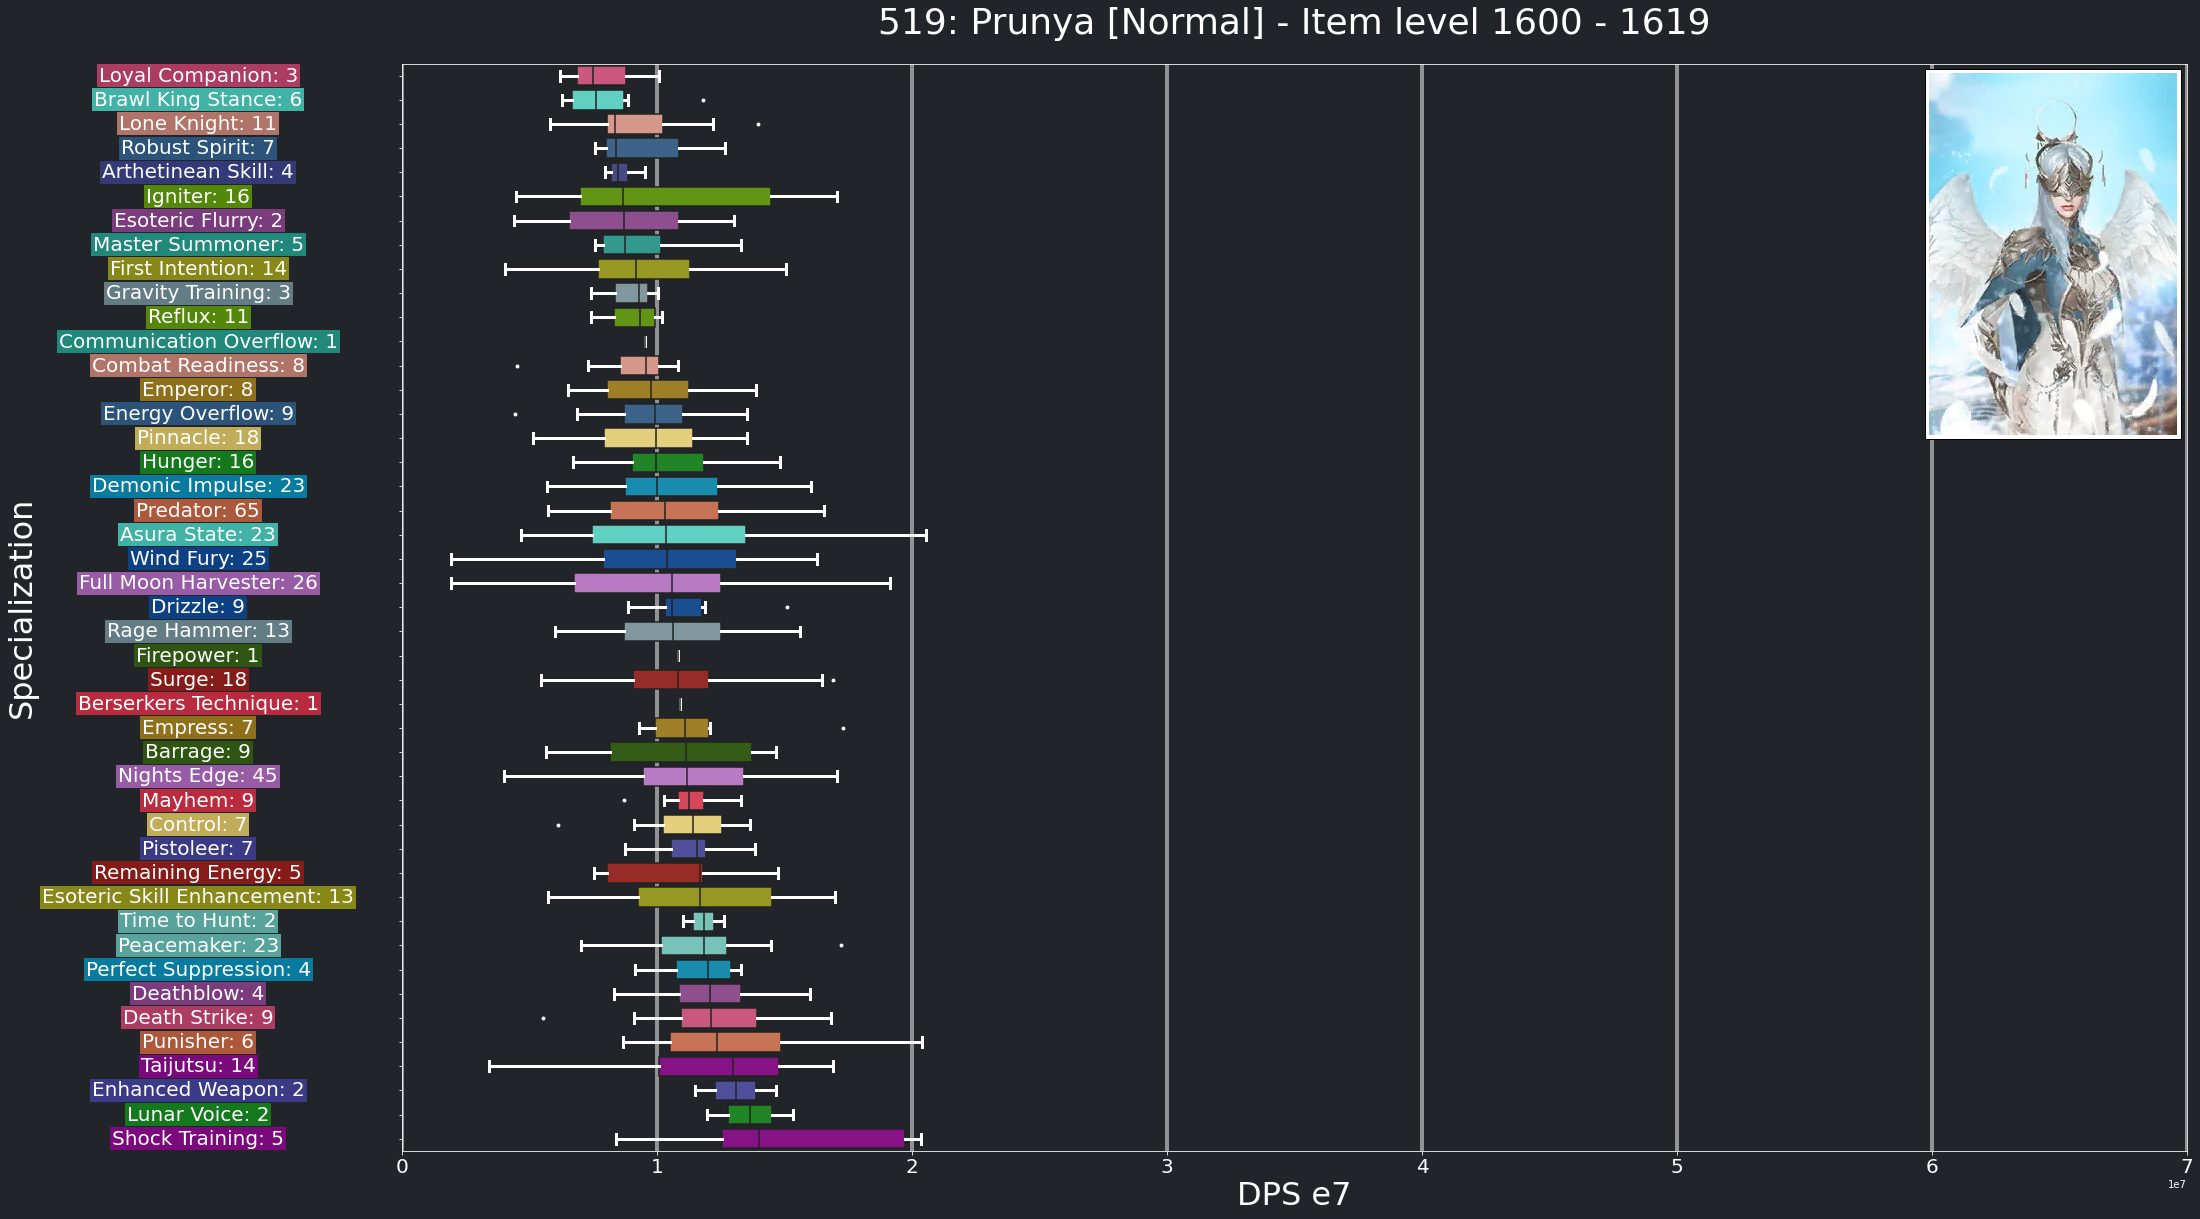 519: Prunya [Normal] - Item level 1600 - 1619
Loyal Companion: 3
Brawl King Stance: 6
Lone Knight: 11
Robust Spirit: 7
Arthetinean Skill: 4
Igniter: 16
Esoteric Flurry: 2
Master Summoner: 5
First Intention: 14
Gravity Training: 3
Reflux: 11
Communication Overflow: 1
Combat Readiness: 8
Emperor: 8
Energy Overflow: 9
Pinnacle: 18
Hunger: 16
Demonic Impulse: 23
Predator: 65
Asura State: 23
Wind Fury: 25
Full Moon Harvester: 26
Drizzle: 9
Rage Hammer: 13
Firepower: 1
Surge: 18
Berserkers Technique: 1
Empress: 7
Barrage: 9
Nights Edge: 45
Mayhem: 9
Control: 7
Pistoleer: 7
Remaining Energy: 5
Esoteric Skill Enhancement: 13
Time to Hunt: 2
Peacemaker: 23
Perfect Suppression: 4
Deathblow: 4
Death Strike: 9
Punisher: 6
Taijutsu: 14
Enhanced Weapon: 2
Lunar Voice: 2
Shock Training: 5
Specialization
0 1 2 3 4 5 6 7
1e7
DPS e7